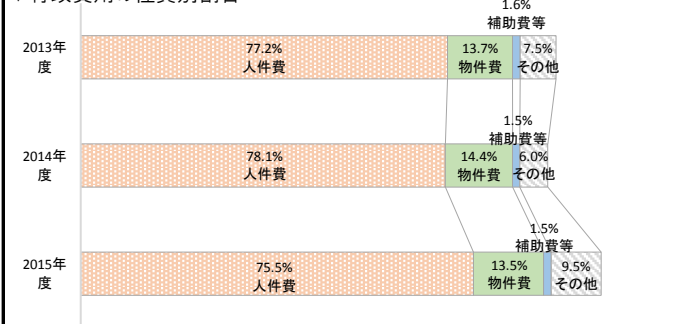 1.6%
補助費等
2013年
度
77.2%
人件費
13.7%
物件費
7.5%
その他
1.5%
補助費等
2014年
度
78.1%
人件費
14.4%
物件費
6.0%
その他
1.5%
補助費等
2015年
度
75.5%
人件費
13.5%
物件費
9.5%
その他